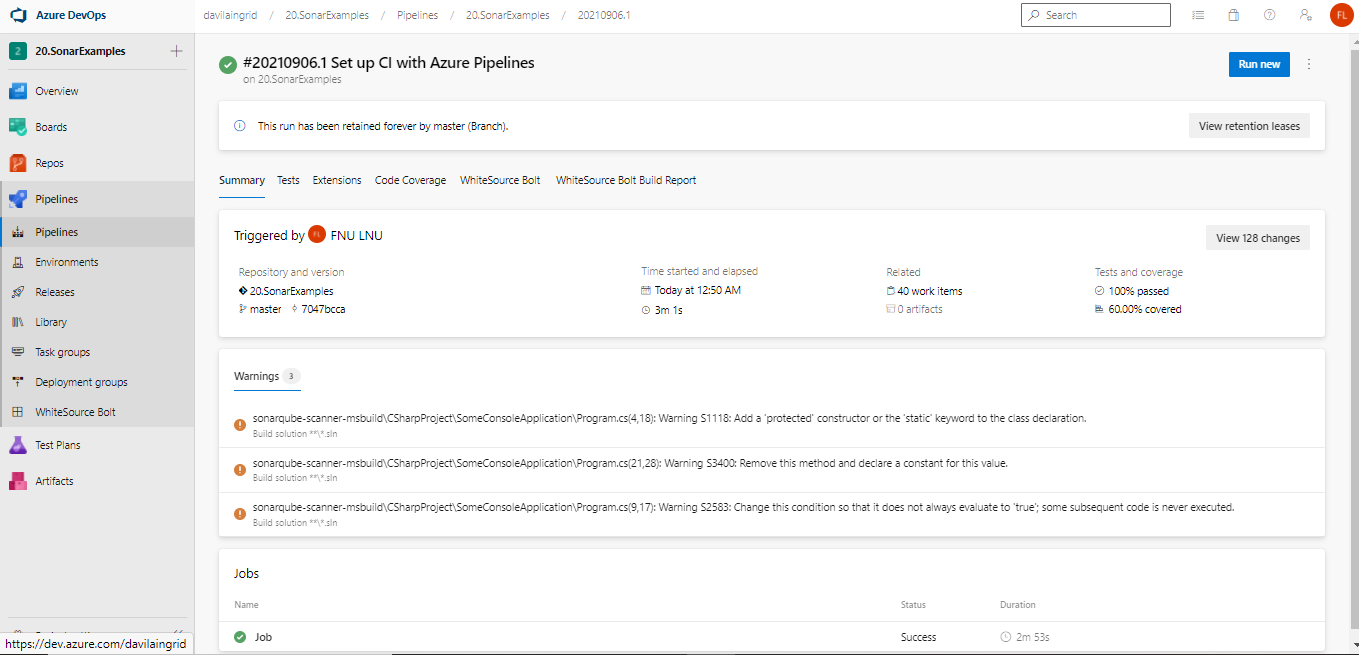 Azure DevOps
davilaingrid / 20.SonarExamples / Pipelines / 20.SonarExamples / 20210906.1
Search
FL
2 20.SonarExamples
Overview
Boards
Repos
Pipelines
Pipelines
Environments
Releases
Library
Task groups
Deployment groups
WhiteSource Bolt
Test Plans
Artifacts
https://dev.azure.com/davilaingrid
#20210906.1 Set up CI with Azure Pipelines
on 20.SonarExamples
Run new
This run has been retained forever by master (Branch).
View retention leases
Summary Tests Extensions Code Coverage WhiteSource Bolt WhiteSource Bolt Build Report
Triggered by FL FNU LNU
View 128 changes
Repository and version
20.SonarExamples
master 7047bcca
Time started and elapsed
Today at 12:50 AM
3m 1s
Related
40 work items
0 artifacts
Tests and coverage
100% passed
60.00% covered
Warnings 3
sonarqube-scanner-msbuild\CSharpProject\SomeConsoleApplication\Program.cs(4,18): Warning S1118: Add a 'protected' constructor or the 'static' keyword to the class declaration.
Build solution **\*.sln
sonarqube-scanner-msbuild\CSharpProject\SomeConsoleApplication\Program.cs(21,28): Warning S3400: Remove this method and declare a constant for this value.
Build solution **\*.sln
sonarqube-scanner-msbuild\CSharpProject\SomeConsoleApplication\Program.cs(9,17): Warning S2583: Change this condition so that it does not always evaluate to 'true'; some subsequent code is never executed.
Build solution **\*.sln
Jobs
Name Status Duration
Job Success 2m 53s